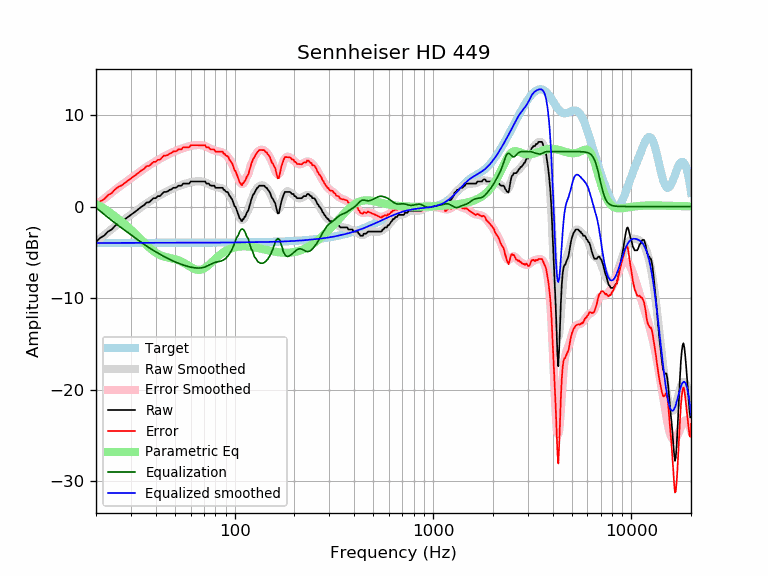 Sennheiser HD 449
10
0
−10
−20
−30
Amplitude (dBr)
Target
Raw Smoothed
Error Smoothed
Raw
Error
Parametric Eq
Equalization
Equalized smoothed
100
1000
10000
Frequency (Hz)